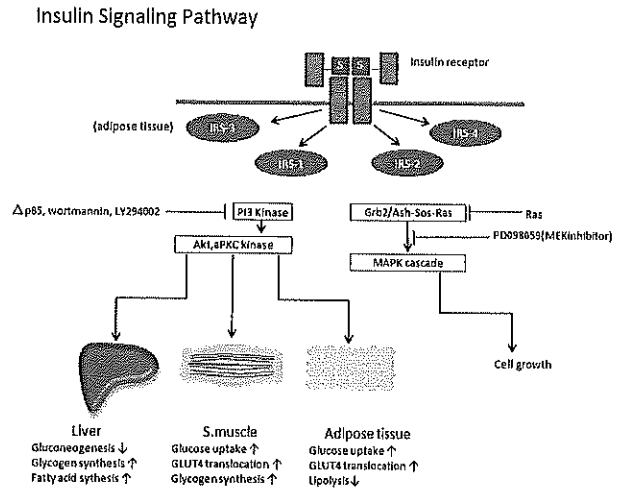 Insulin Signaling Pathway
S S
Insulin receptor
(adipose tissue)
IRS-3
IRS-4
IRS-1
IRS-2
Δp85, wortmannin, LY294002
PI3 Kinase
Grb2/Ash-Sos-Ras
Ras
PD098059(MEKinhibitor)
Akt,aPKC kinase
MAPK cascade
Cell growth
Liver
Gluconeogenesis ↓
Glycogen synthesis ↑
Fatty acid sythesis ↑
S.muscle
Glucose uptake ↑
GLUT4 translocation ↑
Glycogen synthesis ↑
Adipose tissue
Glucose uptake ↑
GLUT4 translocation ↑
Lipolysis↓